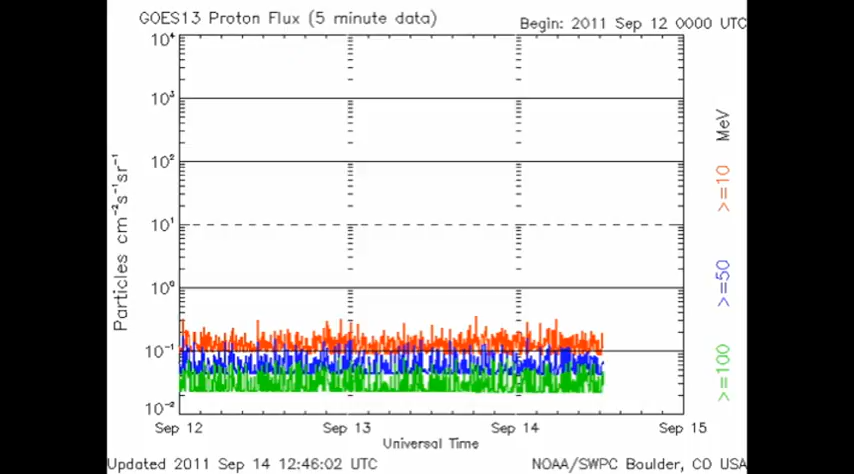 GOES13 Proton Flux (5 minute data)
Begin: 2011 Sep 12 0000 UTC
10⁴
10³
10²
10¹
10⁰
10⁻¹
10⁻²
Particles cm⁻²s⁻¹sr⁻¹
Sep 12
Sep 13
Sep 14
Sep 15
Universal Time
MeV
>=10
>=50
>=100
Updated 2011 Sep 14 12:46:02 UTC
NOAA/SWPC Boulder, CO USA